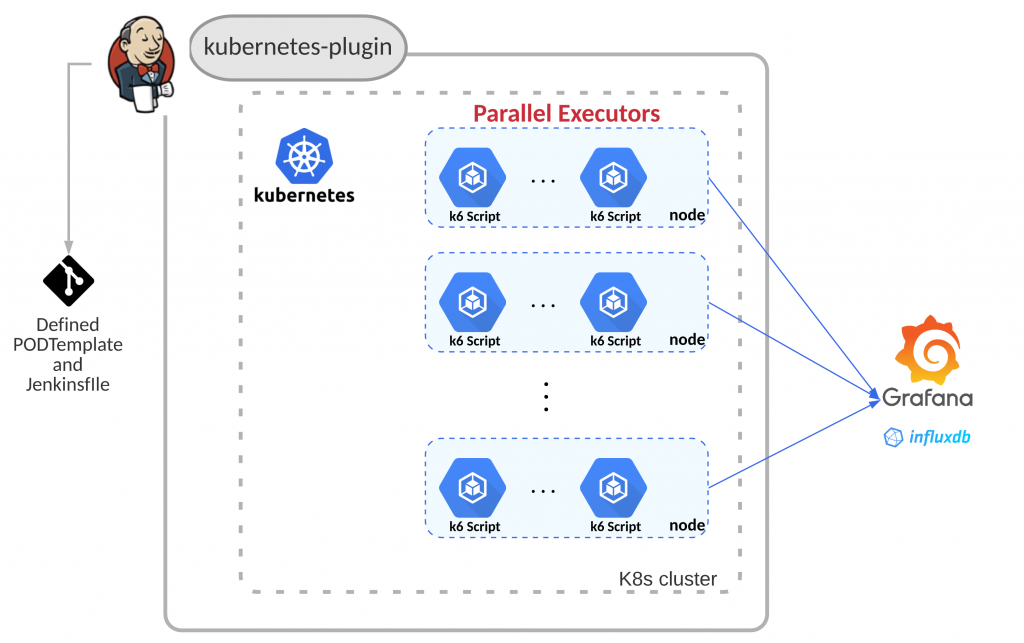 kubernetes-plugin
Parallel Executors
kubernetes
k6 Script
...
k6 Script
node
k6 Script
...
k6 Script
node
k6 Script
...
k6 Script
node
K8s cluster
Defined
PODTemplate
and
JenkinsfIle
Grafana
influxdb